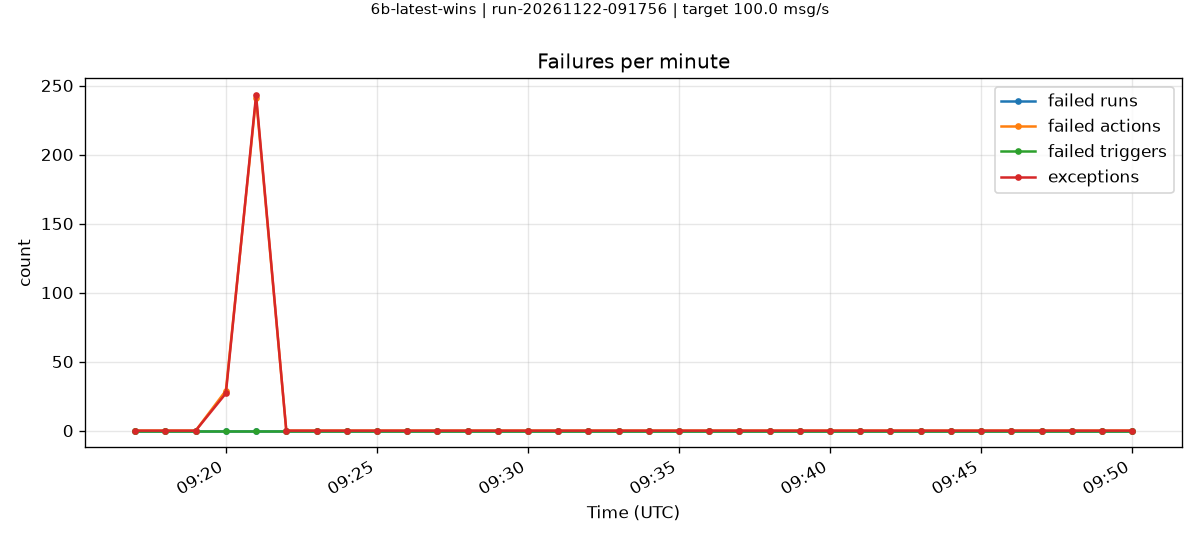 6b-latest-wins | run-20261122-091756 | target 100.0 msg/s
Failures per minute
250
200
150
100
50
0
count
failed runs
failed actions
failed triggers
exceptions
09:20
09:25
09:30
09:35
09:40
09:45
09:50
Time (UTC)